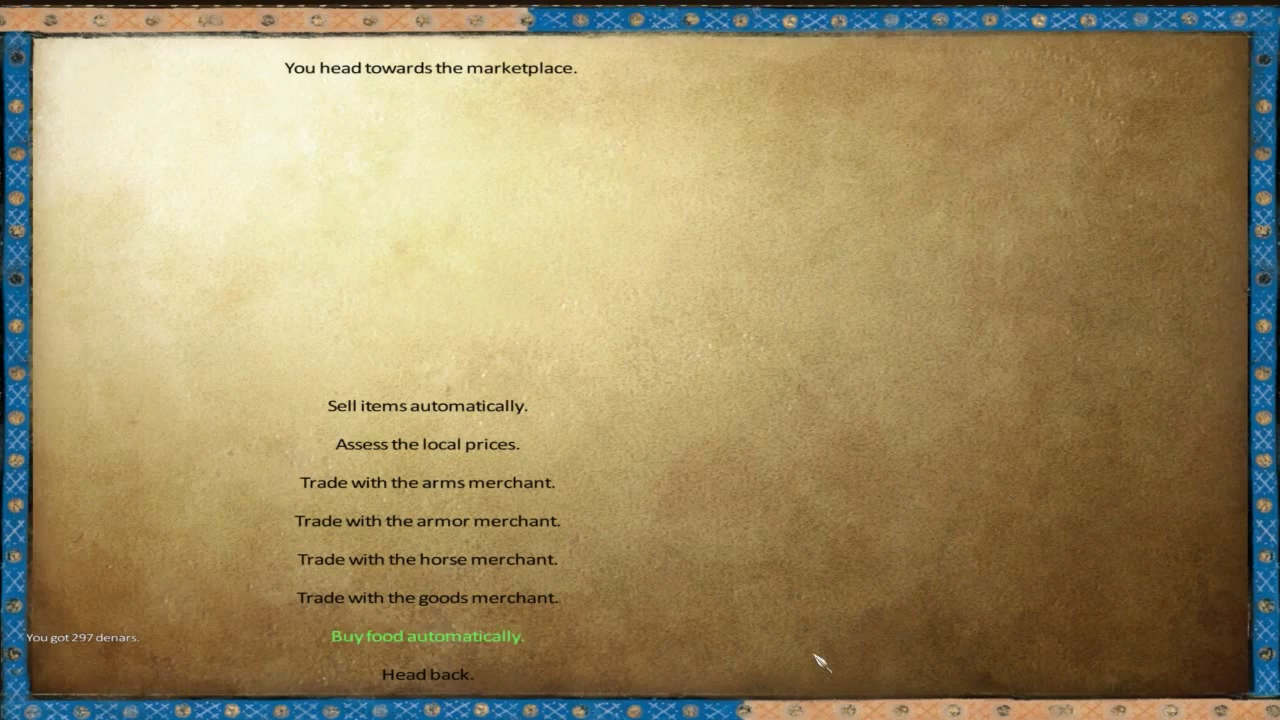 You head towards the marketplace.
Sell items automatically.
Assess the local prices.
Trade with the arms merchant.
Trade with the armor merchant.
Trade with the horse merchant.
Trade with the goods merchant.
You got 297 denars.
Buy food automatically.
Head back.